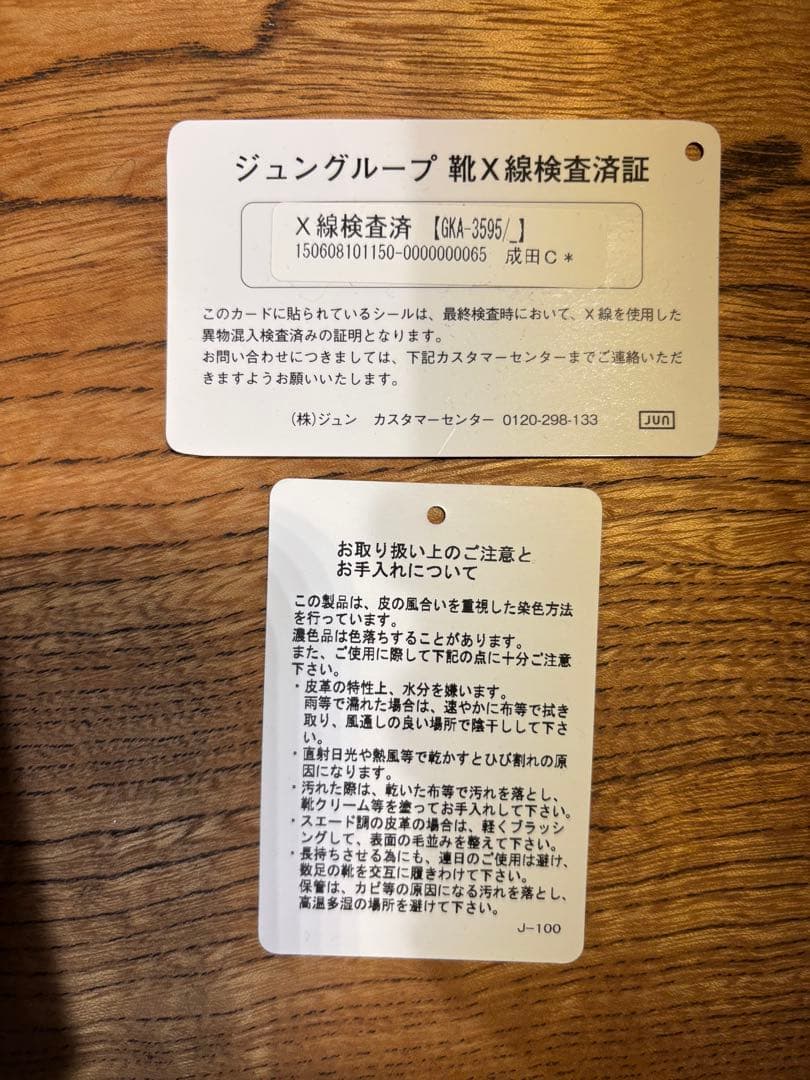 ジュングループ 靴X線検査済証
X線検査済 【GKA-3595/_】
150608101150-0000000065 成田C*
このカードに貼られているシールは、最終検査時において、X線を使用した
異物混入検査済みの証明となります。
お問い合わせにつきましては、下記カスタマーセンターまでご連絡いただ
きますようお願いいたします。
(株)ジュン カスタマーセンター 0120-298-133
JUN
お取り扱い上のご注意と
お手入れについて
この製品は、皮の風合いを重視した染色方法
を行っています。
濃色品は色落ちすることがあります。
また、ご使用に際して下記の点に十分ご注意
下さい。
・皮革の特性上、水分を嫌います。
雨等で濡れた場合は、速やかに布等で拭き
取り、風通しの良い場所で陰干しして下さ
い。
・直射日光や熱風等で乾かすとひび割れの原
因になります。
・汚れた際は、乾いた布等で汚れを落とし、
靴クリーム等を塗ってお手入れして下さい。
・スエード調の皮革の場合は、軽くブラッシ
ングして、表面の毛並みを整えて下さい。
・長持ちさせる為にも、連日のご使用は避け、
数足の靴を交互に履きわけて下さい。
保管は、カビ等の原因になる汚れを落とし、
高温多湿の場所を避けて下さい。
J-100